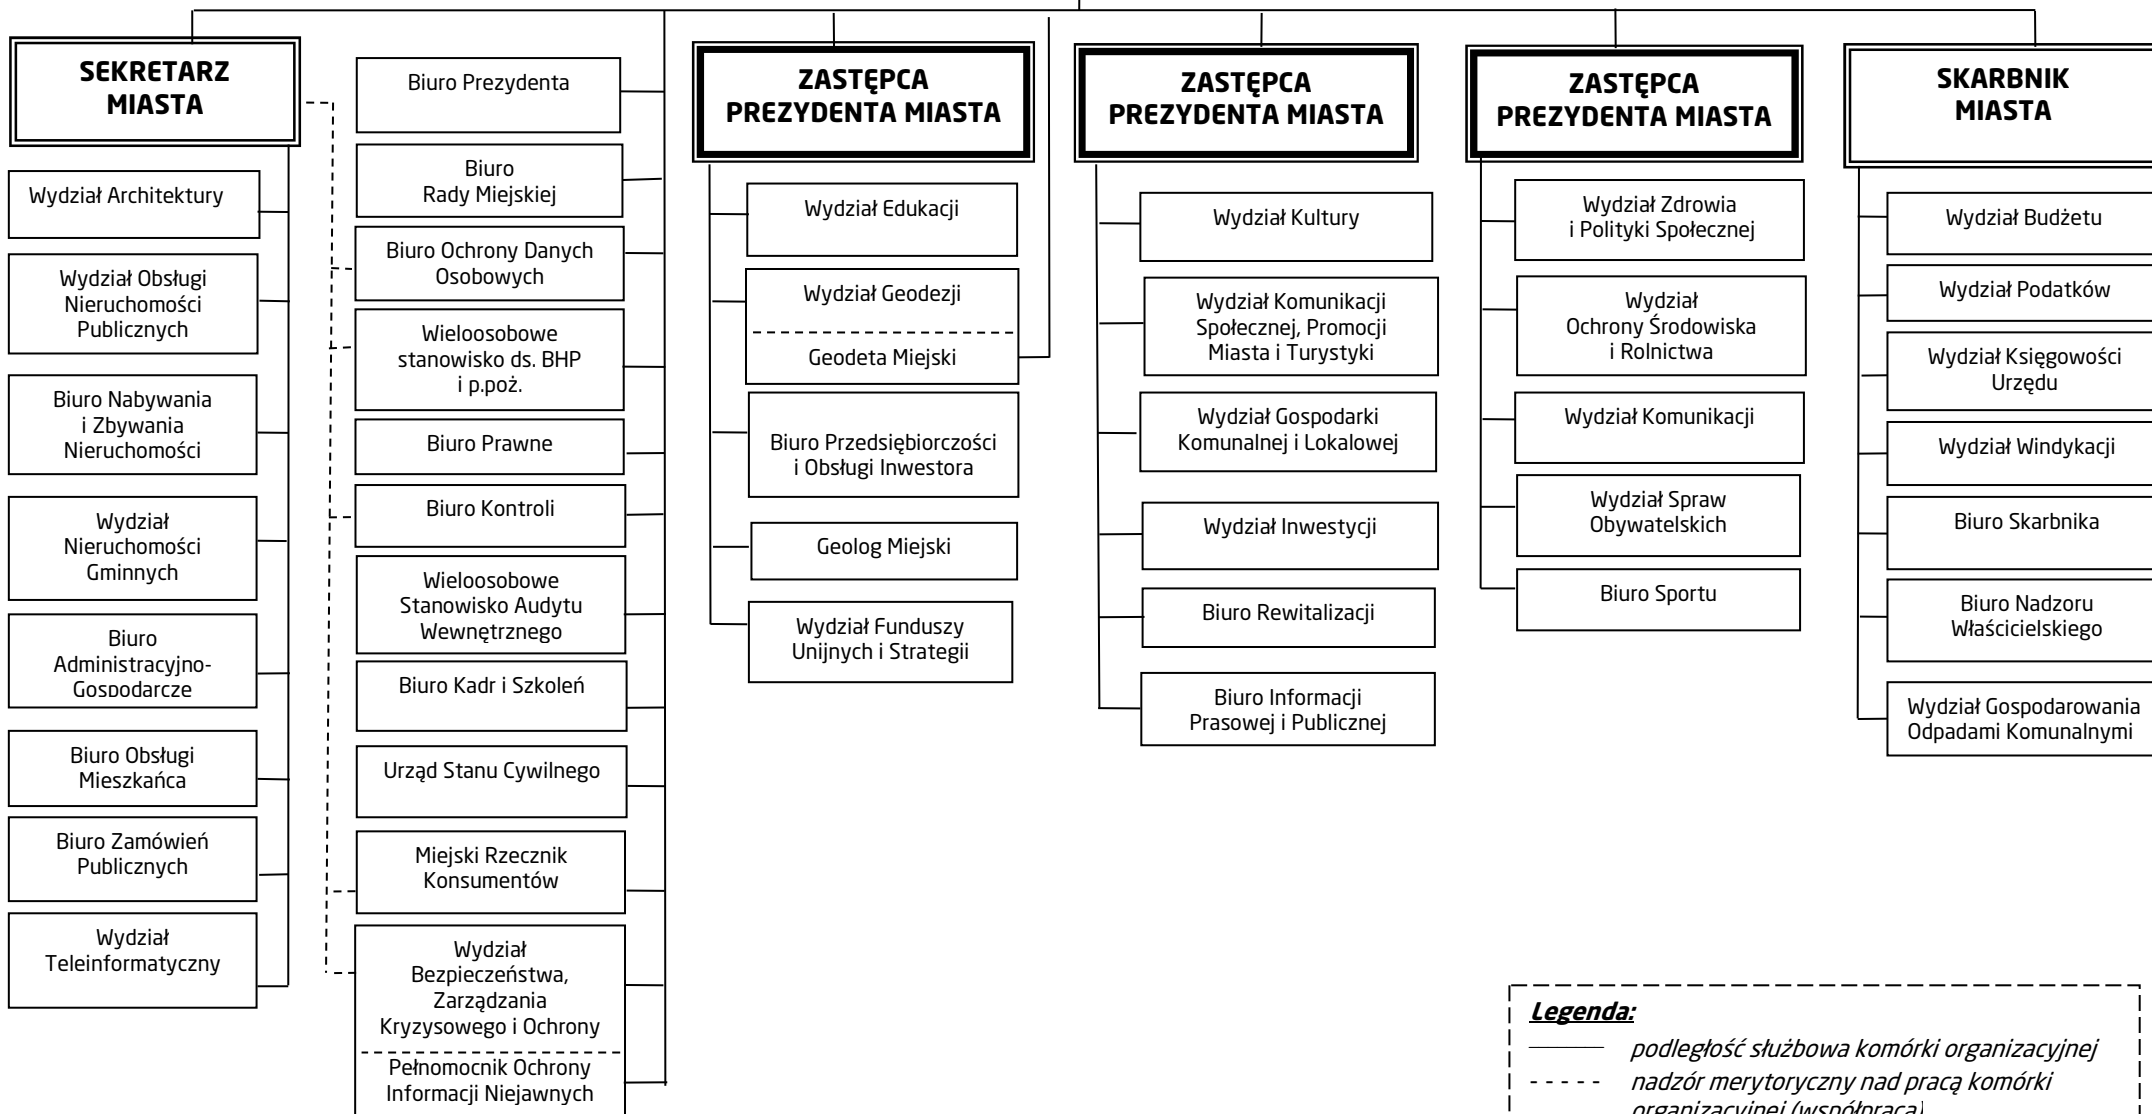 SEKRETARZ
MIASTA
Wydział Architektury
Wydział Obsługi
Nieruchomości
Publicznych
Biuro Nabywania
i Zbywania
Nieruchomości
Wydział
Nieruchomości
Gminnych
Biuro
Administracyjno-
Gospodarcze
Biuro Obsługi
Mieszkańca
Biuro Zamówień
Publicznych
Wydział
Teleinformatyczny
Biuro Prezydenta
Biuro
Rady Miejskiej
Biuro Ochrony Danych
Osobowych
Wieloosobowe
stanowisko ds. BHP
i p.poż.
Biuro Prawne
Biuro Kontroli
Wieloosobowe
Stanowisko Audytu
Wewnętrznego
Biuro Kadr i Szkoleń
Urząd Stanu Cywilnego
Miejski Rzecznik
Konsumentów
Wydział
Bezpieczeństwa,
Zarządzania
Kryzysowego i Ochrony
Pełnomocnik Ochrony
Informacji Niejawnych
ZASTĘPCA
PREZYDENTA MIASTA
Wydział Edukacji
Wydział Geodezji
Geodeta Miejski
Biuro Przedsiębiorczości
i Obsługi Inwestora
Geolog Miejski
Wydział Funduszy
Unijnych i Strategii
ZASTĘPCA
PREZYDENTA MIASTA
Wydział Kultury
Wydział Komunikacji
Społecznej, Promocji
Miasta i Turystyki
Wydział Gospodarki
Komunalnej i Lokalowej
Wydział Inwestycji
Biuro Rewitalizacji
Biuro Informacji
Prasowej i Publicznej
ZASTĘPCA
PREZYDENTA MIASTA
Wydział Zdrowia
i Polityki Społecznej
Wydział
Ochrony Środowiska
i Rolnictwa
Wydział Komunikacji
Wydział Spraw
Obywatelskich
Biuro Sportu
SKARBNIK
MIASTA
Wydział Budżetu
Wydział Podatków
Wydział Księgowości
Urzędu
Wydział Windykacji
Biuro Skarbnika
Biuro Nadzoru
Właścicielskiego
Wydział Gospodarowania
Odpadami Komunalnymi
Legenda:
podległość służbowa komórki organizacyjnej
nadzór merytoryczny nad pracą komórki
organizacyjnej (współpraca)